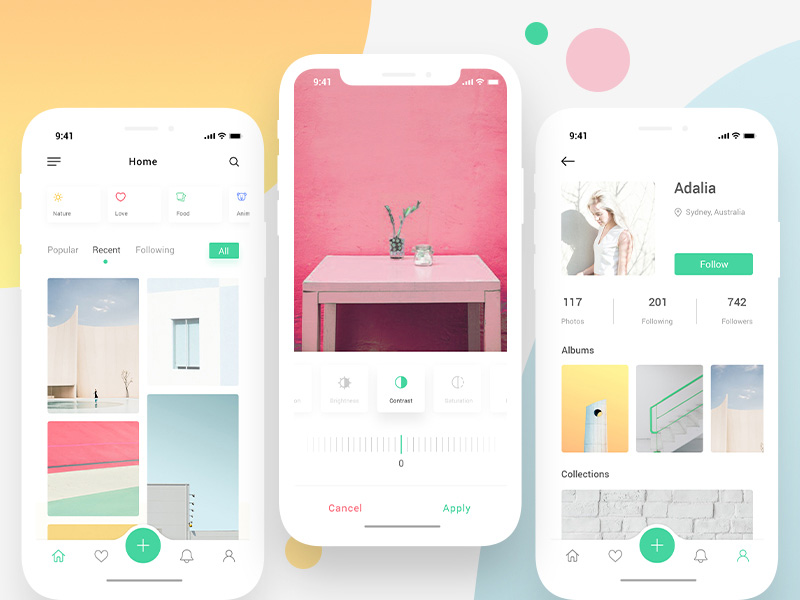 9:41
Home
Nature
Love
Food
Anim
Popular
Recent
Following
All
9:41
Brightness
Contrast
Saturation
0
Cancel
Apply
9:41
Adalia
Sydney, Australia
Follow
117
201
742
Photos
Following
Followers
Albums
Collections